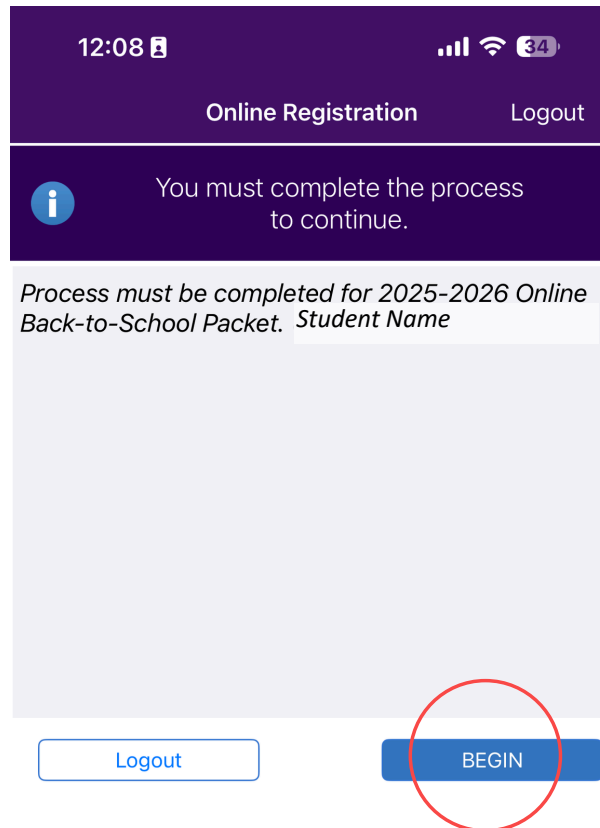 12:08 34
Online Registration Logout
You must complete the process
to continue.
Process must be completed for 2025-2026 Online
Back-to-School Packet. Student Name
Logout BEGIN